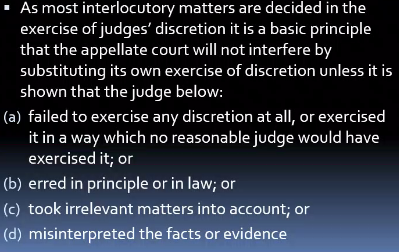 ▪ As most interlocutory matters are decided in the
exercise of judges’ discretion it is a basic principle
that the appellate court will not interfere by
substituting its own exercise of discretion unless it is
shown that the judge below:
(a) failed to exercise any discretion at all, or exercised
it in a way which no reasonable judge would have
exercised it; or
(b) erred in principle or in law; or
(c) took irrelevant matters into account; or
(d) misinterpreted the facts or evidence